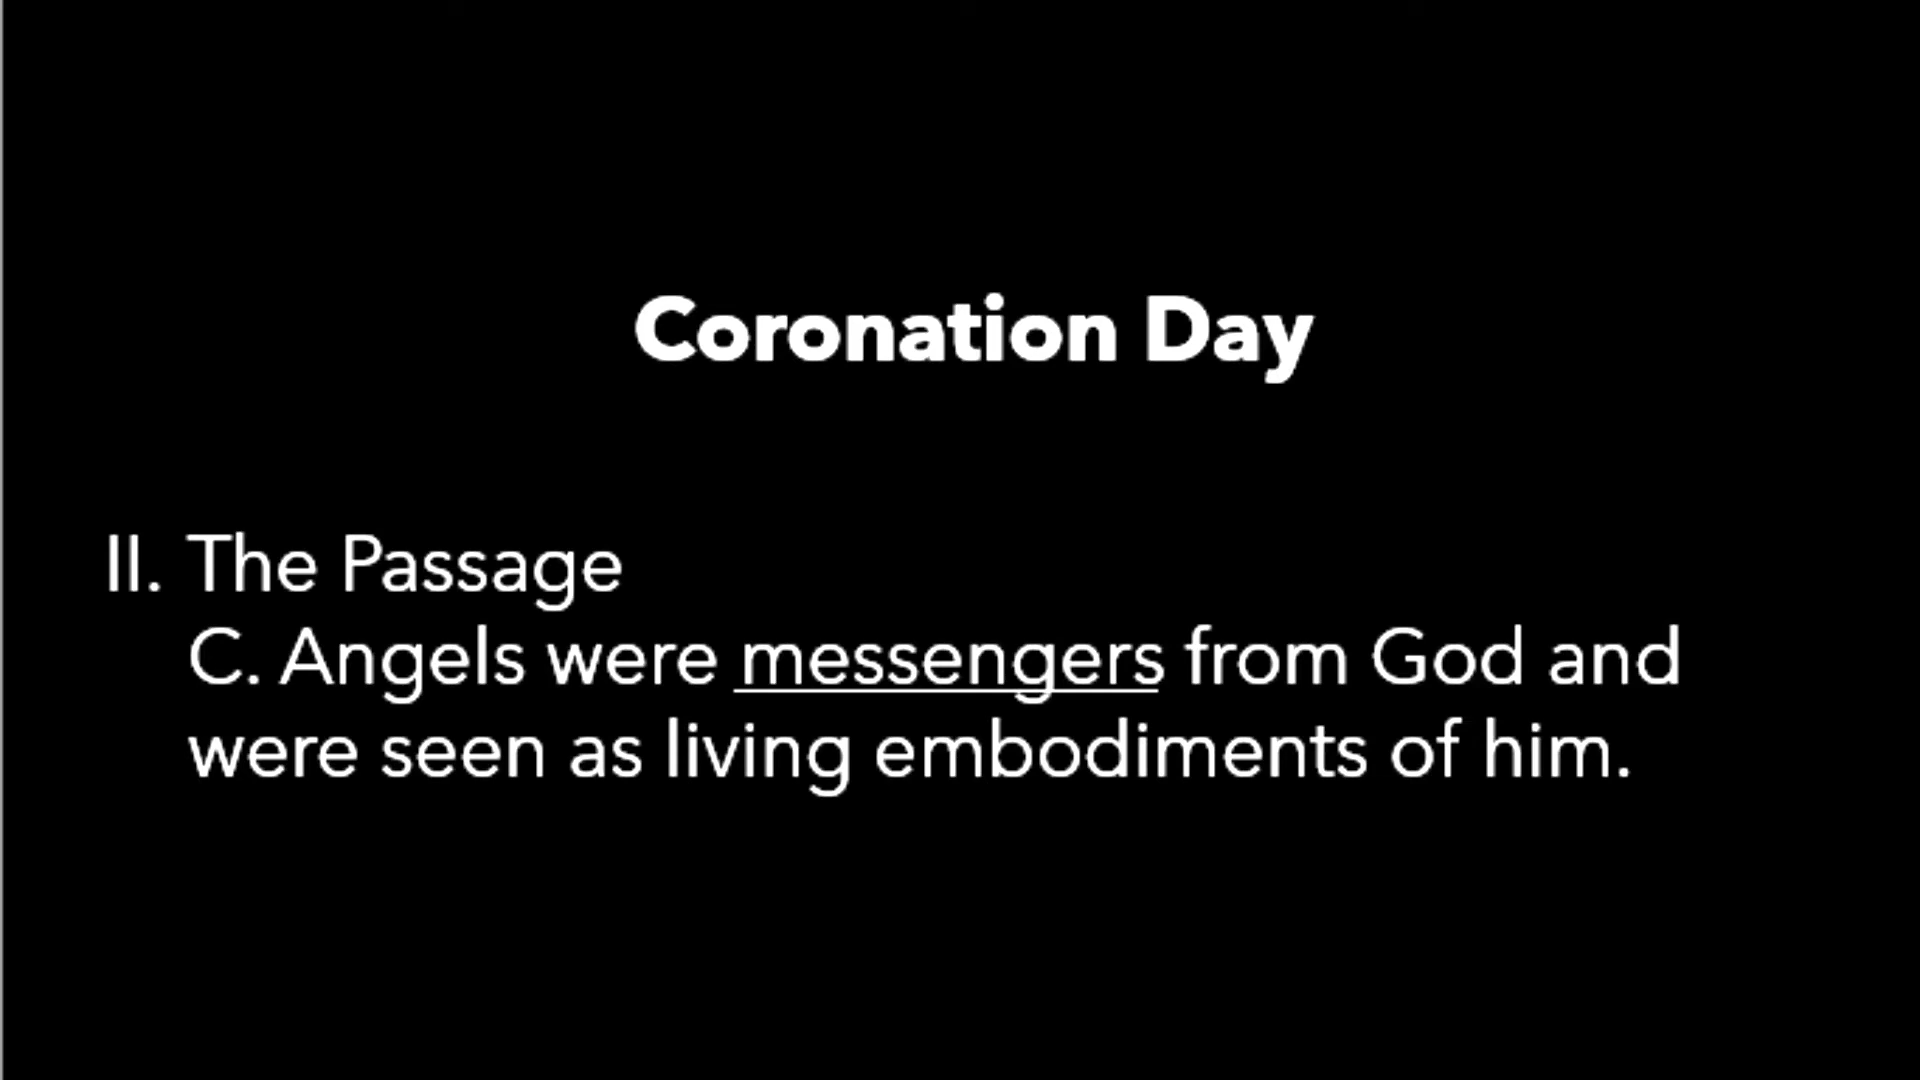 Coronation Day
II. The Passage
C. Angels were messengers from God and
were seen as living embodiments of him.